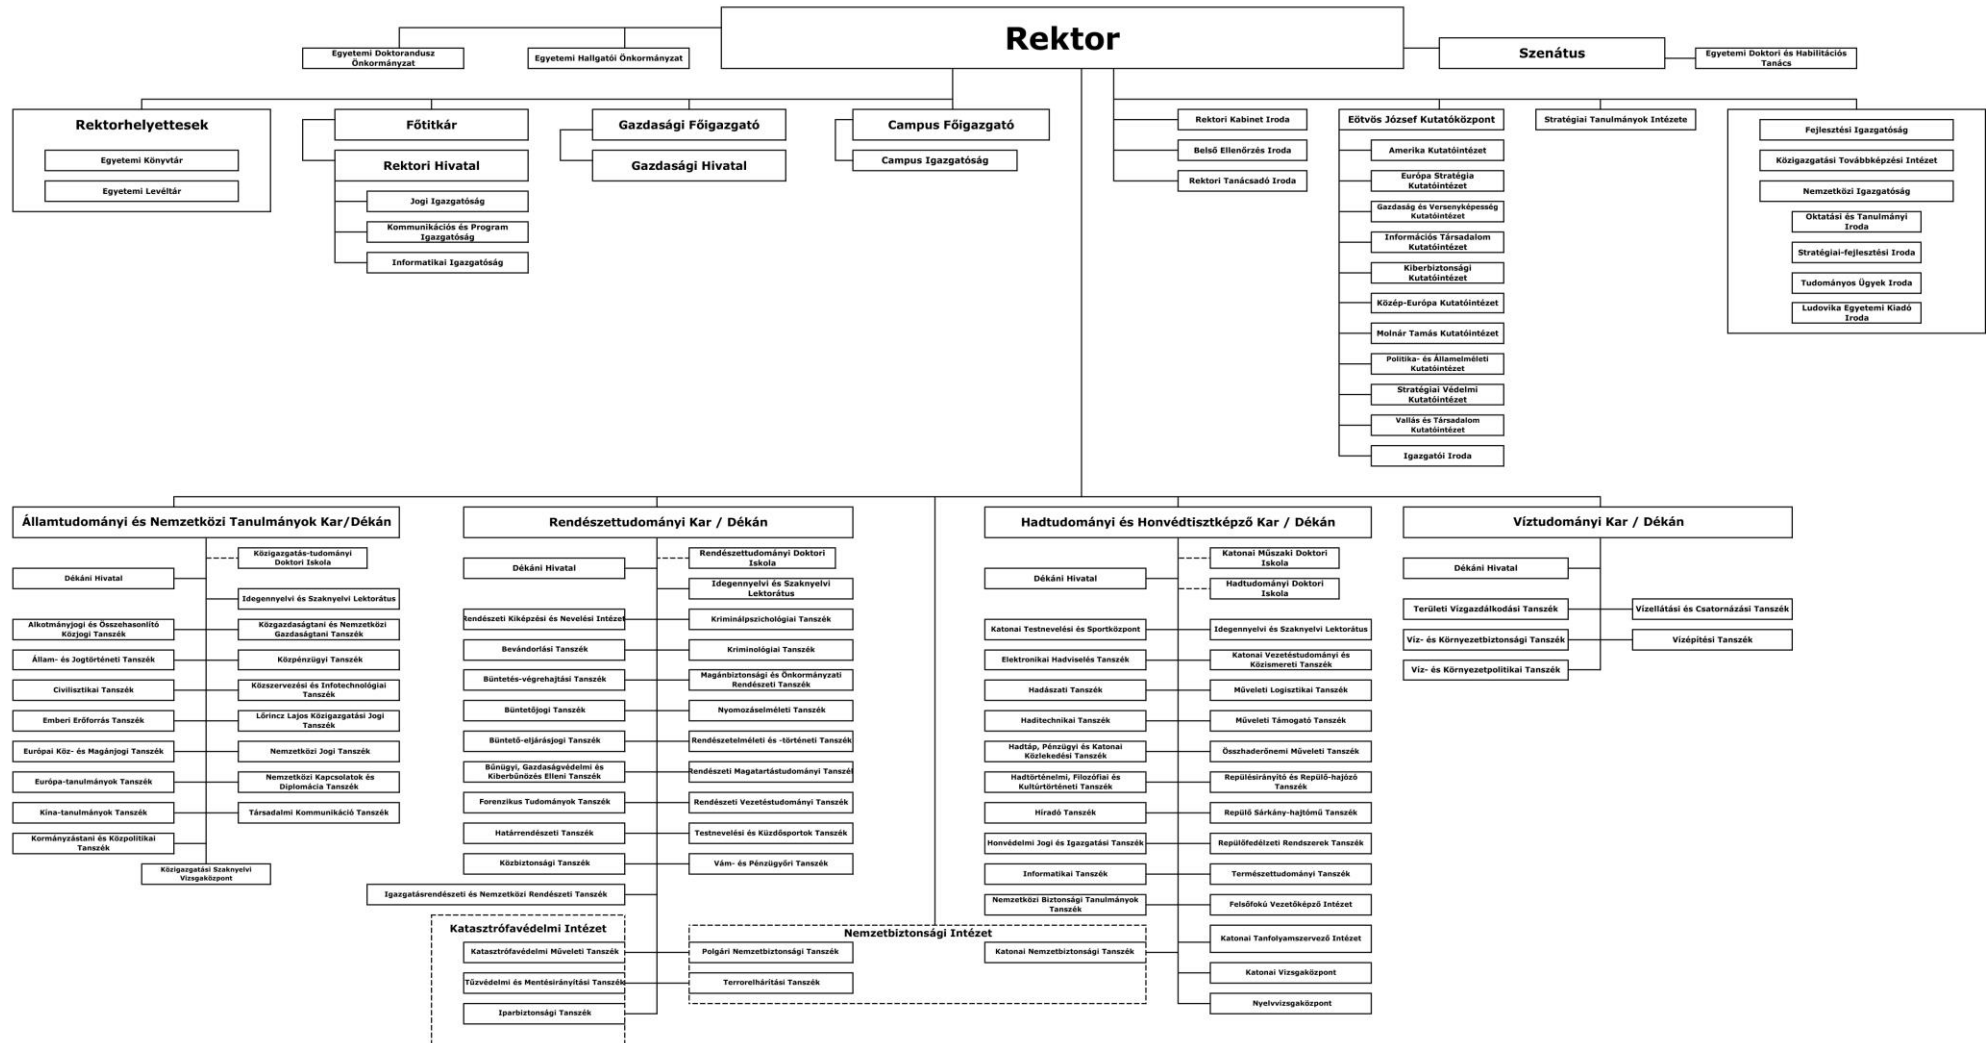 Rektor
Egyetemi Doktorandusz
Önkormányzat
Egyetemi Hallgatói Önkormányzat
Szenátus
Egyetemi Doktori és Habilitációs
Tanács
Rektorhelyettesek
Egyetemi Könyvtár
Egyetemi Levéltár
Főtitkár
Rektori Hivatal
Jogi Igazgatóság
Kommunikációs és Program
Igazgatóság
Informatikai Igazgatóság
Gazdasági Főigazgató
Gazdasági Hivatal
Campus Főigazgató
Campus Igazgatóság
Rektori Kabinet Iroda
Belső Ellenőrzés Iroda
Rektori Tanácsadó Iroda
Eötvös József Kutatóközpont
Amerika Kutatóintézet
Európa Stratégia
Kutatóintézet
Gazdaság és Versenyképesség
Kutatóintézet
Információs Társadalom
Kutatóintézet
Kiberbiztonsági
Kutatóintézet
Közép-Európa Kutatóintézet
Molnár Tamás Kutatóintézet
Politika- és Államelméleti
Kutatóintézet
Stratégiai Védelmi
Kutatóintézet
Vallás és Társadalom
Kutatóintézet
Igazgatói Iroda
Stratégiai Tanulmányok Intézete
Fejlesztési Igazgatóság
Közigazgatási Továbbképzési Intézet
Nemzetközi Igazgatóság
Oktatási és Tanulmányi
Iroda
Stratégiai-fejlesztési Iroda
Tudományos Ügyek Iroda
Ludovika Egyetemi Kiadó
Iroda
Államtudományi és Nemzetközi Tanulmányok Kar/Dékán
Közigazgatás-tudományi
Doktori Iskola
Dékáni Hivatal
Idegennyelvi és Szaknyelvi Lektorátus
Alkotmányjogi és Összehasonlító
Közjogi Tanszék
Közgazdaságtani és Nemzetközi
Gazdaságtani Tanszék
Állam- és Jogtörténeti Tanszék
Közpénzügyi Tanszék
Civilisztikai Tanszék
Közszervezési és Infotechnológiai
Tanszék
Emberi Erőforrás Tanszék
Lőrincz Lajos Közigazgatási Jogi
Tanszék
Európai Köz- és Magánjogi Tanszék
Nemzetközi Jogi Tanszék
Európa-tanulmányok Tanszék
Nemzetközi Kapcsolatok és
Diplomácia Tanszék
Kína-tanulmányok Tanszék
Társadalmi Kommunikáció Tanszék
Kormányzástani és Közpolitikai
Tanszék
Közigazgatási Szaknyelvi
Vizsgaközpont
Rendészettudományi Kar / Dékán
Rendészettudományi Doktori
Iskola
Dékáni Hivatal
Idegennyelvi és Szaknyelvi
Lektorátus
Rendészeti Kiképzési és Nevelési Intézet
Kriminálpszichológiai Tanszék
Bevándorlási Tanszék
Kriminológiai Tanszék
Büntetés-végrehajtási Tanszék
Magánbiztonsági és Önkormányzati
Rendészeti Tanszék
Büntetőjogi Tanszék
Nyomozáselméleti Tanszék
Büntető-eljárásjogi Tanszék
Rendészetelméleti és -történeti Tanszék
Bűnügyi, Gazdaságvédelmi és
Kiberbűnözés Elleni Tanszék
Rendészeti Magatartástudományi Tanszék
Forenzikus Tudományok Tanszék
Rendészeti Vezetéstudományi Tanszék
Határrendészeti Tanszék
Testnevelési és Küzdősportok Tanszék
Közbiztonsági Tanszék
Vám- és Pénzügyőri Tanszék
Igazgatásrendészeti és Nemzetközi Rendészeti Tanszék
Katasztrófavédelmi Intézet
Katasztrófavédelmi Műveleti Tanszék
Tűzvédelmi és Mentésirányítási Tanszék
Iparbiztonsági Tanszék
Nemzetbiztonsági Intézet
Polgári Nemzetbiztonsági Tanszék
Terrorelhárítási Tanszék
Katonai Nemzetbiztonsági Tanszék
Hadtudományi és Honvédtisztképző Kar / Dékán
Katonai Műszaki Doktori
Iskola
Dékáni Hivatal
Hadtudományi Doktori
Iskola
Katonai Testnevelési és Sportközpont
Idegennyelvi és Szaknyelvi Lektorátus
Elektronikai Hadviselés Tanszék
Katonai Vezetéstudományi és
Közismereti Tanszék
Hadászati Tanszék
Műveleti Logisztikai Tanszék
Haditechnikai Tanszék
Műveleti Támogató Tanszék
Hadtáp, Pénzügyi és Katonai
Közlekedési Tanszék
Összhaderőnemi Műveleti Tanszék
Hadtörténelmi, Filozófiai és
Kultúrtörténeti Tanszék
Repülésirányító és Repülő-hajózó
Tanszék
Híradó Tanszék
Repülő Sárkány-hajtómű Tanszék
Honvédelmi Jogi és Igazgatási Tanszék
Repülőfedélzeti Rendszerek Tanszék
Informatikai Tanszék
Természettudományi Tanszék
Nemzetközi Biztonsági Tanulmányok
Tanszék
Felsőfokú Vezetőképző Intézet
Katonai Tanfolyamszervező Intézet
Katonai Vizsgaközpont
Nyelvvizsgaközpont
Víztudományi Kar / Dékán
Dékáni Hivatal
Területi Vízgazdálkodási Tanszék
Vízellátási és Csatornázási Tanszék
Víz- és Környezetbiztonsági Tanszék
Vízépítési Tanszék
Víz- és Környezetpolitikai Tanszék